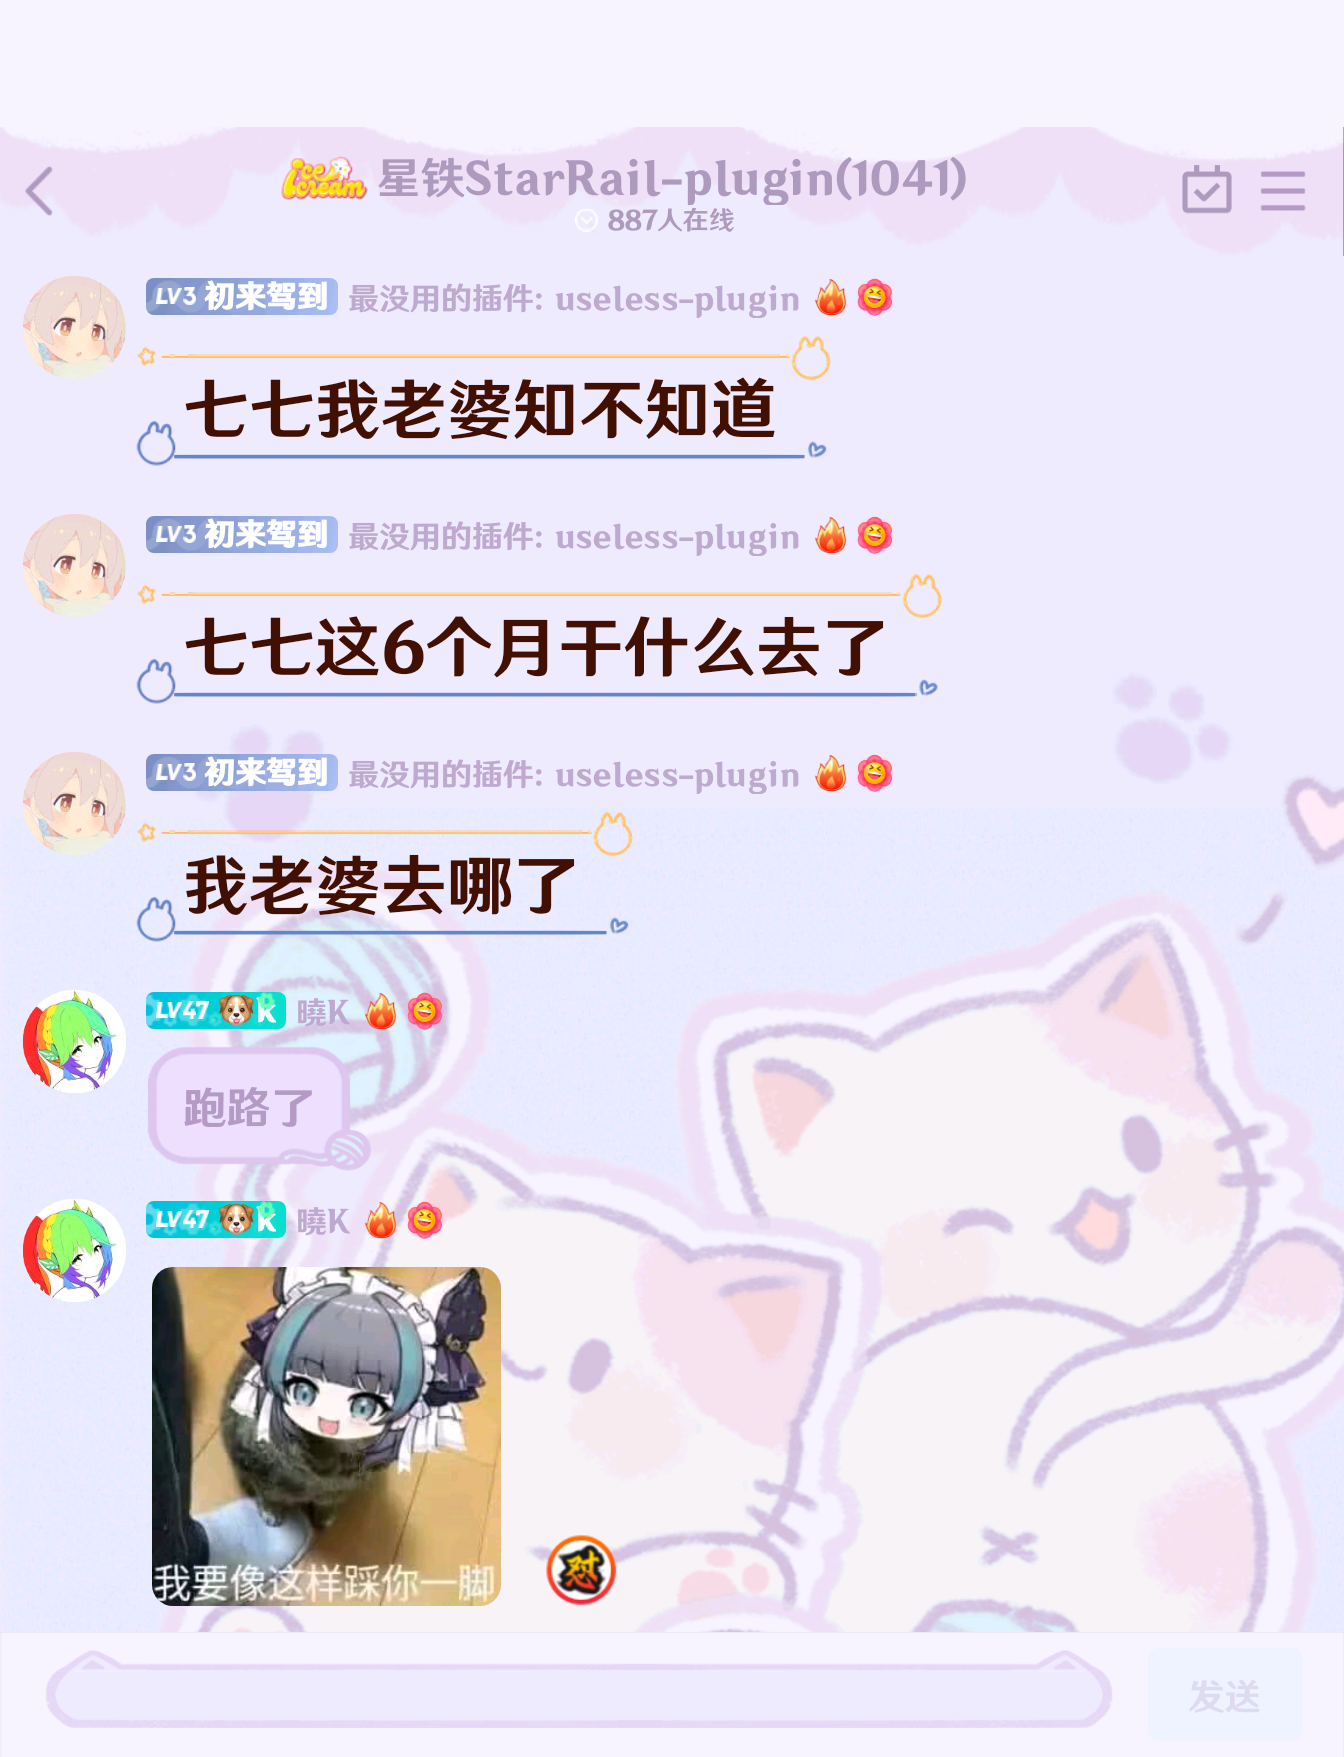 ice cream 星铁StarRail-plugin(1041)
887人在线
LV3 初来驾到 最没用的插件: useless-plugin
七七我老婆知不知道
LV3 初来驾到 最没用的插件: useless-plugin
七七这6个月干什么去了
LV3 初来驾到 最没用的插件: useless-plugin
我老婆去哪了
LV47 K 曉K
跑路了
LV47 K 曉K
我要像这样踩你一脚
怼
发送